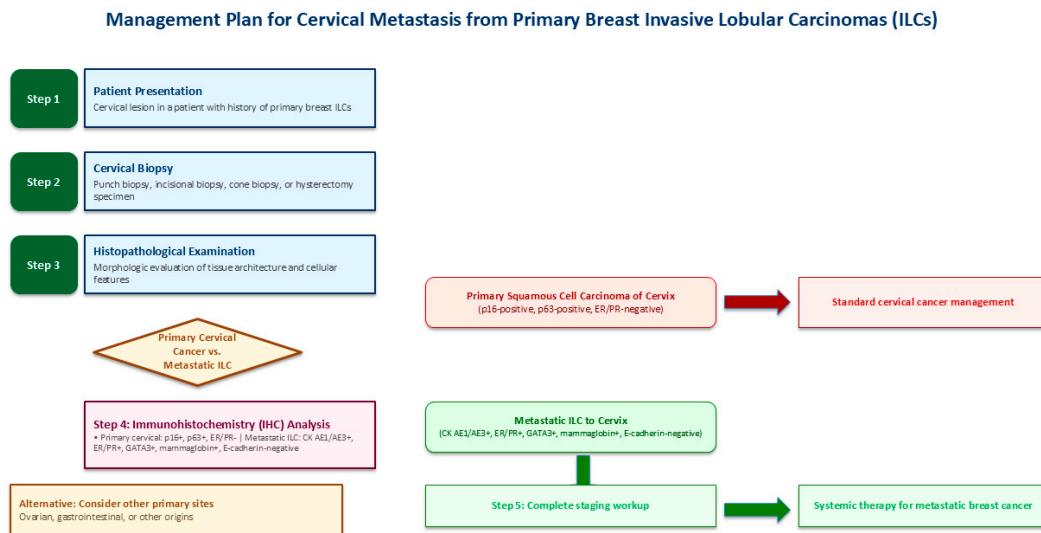 Management Plan for Cervical Metastasis from Primary Breast Invasive Lobular Carcinomas (ILCs)
Step 1
Patient Presentation
Cervical lesion in a patient with history of primary breast ILCs
Step 2
Cervical Biopsy
Punch biopsy, incisional biopsy, cone biopsy, or hysterectomy
specimen
Step 3
Histopathological Examination
Morphologic evaluation of tissue architecture and cellular
features
Primary Cervical
Cancer vs.
Metastatic ILC
Step 4: Immunohistochemistry (IHC) Analysis
• Primary cervical: p16+, p63+, ER/PR- | Metastatic ILC: CK AE1/AE3+,
ER/PR+, GATA3+, mammaglobin+, E-cadherin-negative
Alternative: Consider other primary sites
Ovarian, gastrointestinal, or other origins
Primary Squamous Cell Carcinoma of Cervix
(p16-positive, p63-positive, ER/PR-negative)
Standard cervical cancer management
Metastatic ILC to Cervix
(CK AE1/AE3+, ER/PR+, GATA3+, mammaglobin+, E-cadherin-negative)
Step 5: Complete staging workup
Systemic therapy for metastatic breast cancer